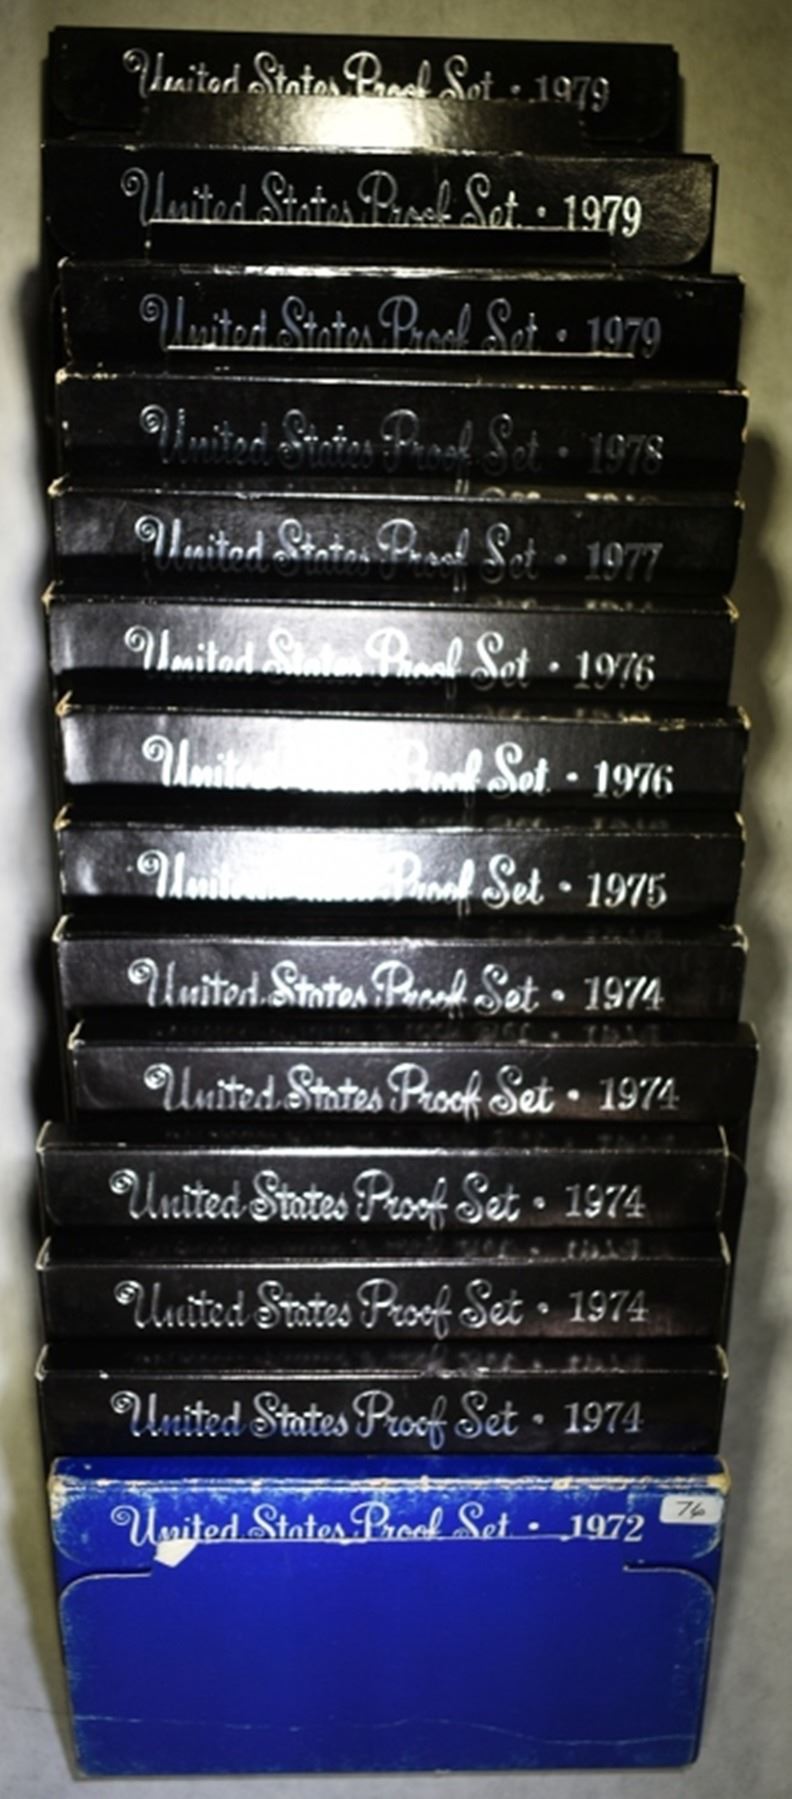 United States Proof Set • 1979
United States Proof Set • 1979
United States Proof Set • 1979
United States Proof Set • 1978
United States Proof Set • 1977
United States Proof Set • 1976
United Proof Set • 1976
United Proof Set • 1975
United States Proof Set • 1974
United States Proof Set • 1974
United States Proof Set • 1974
United States Proof Set • 1974
United States Proof Set • 1974
76
United States Proof Set • 1972